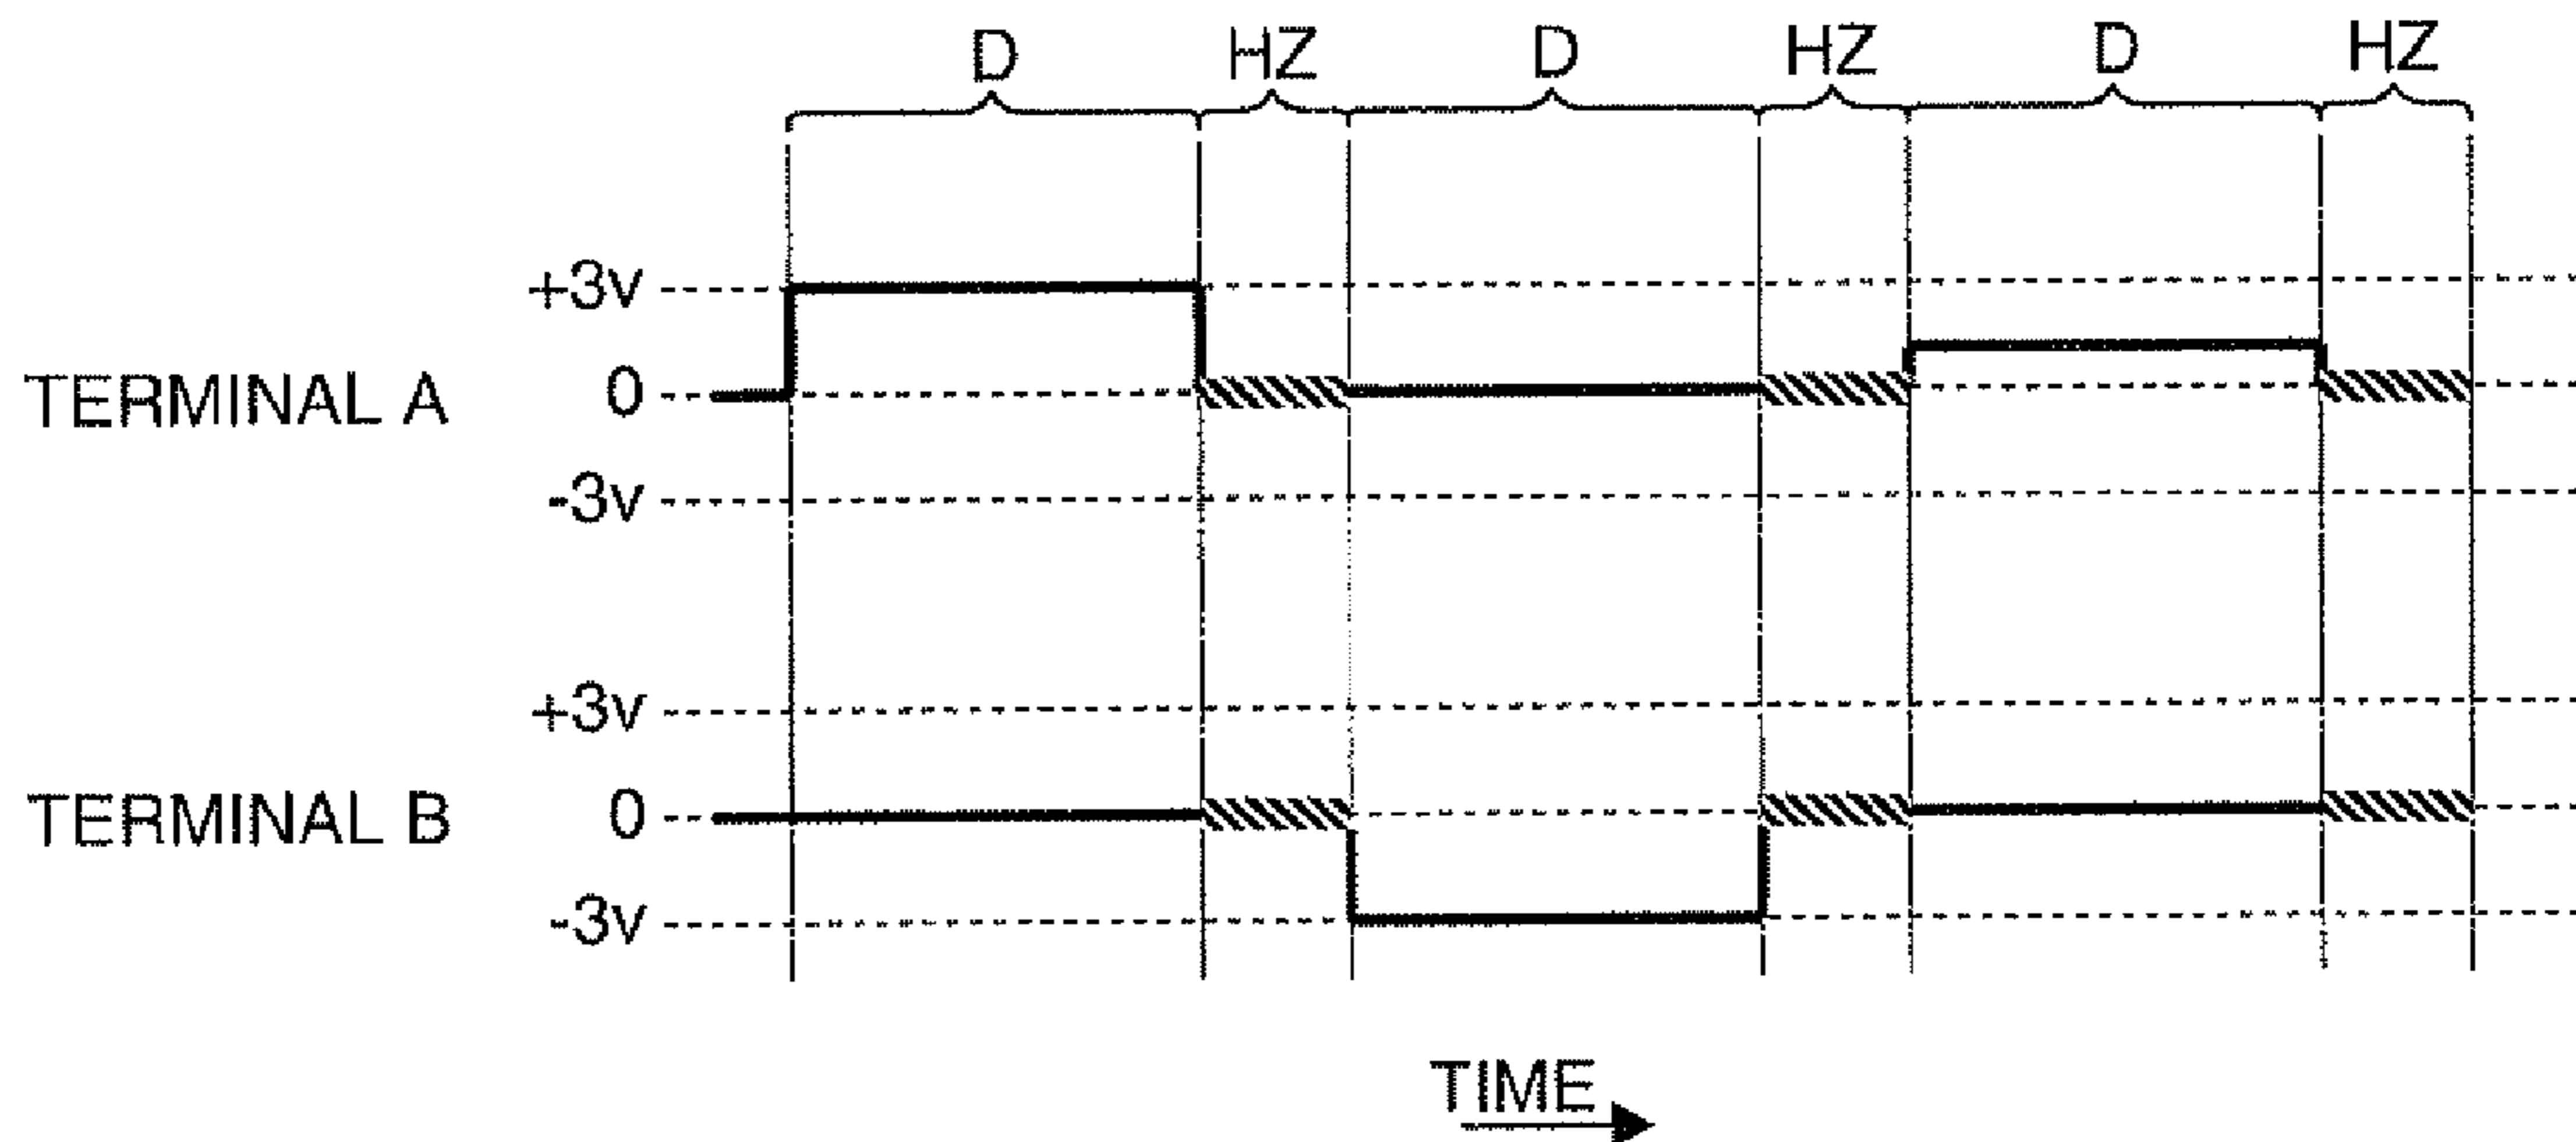 D HZ D HZ D HZ
+3v
TERMINAL A 0
-3v
+3v
TERMINAL B 0
-3v
TIME